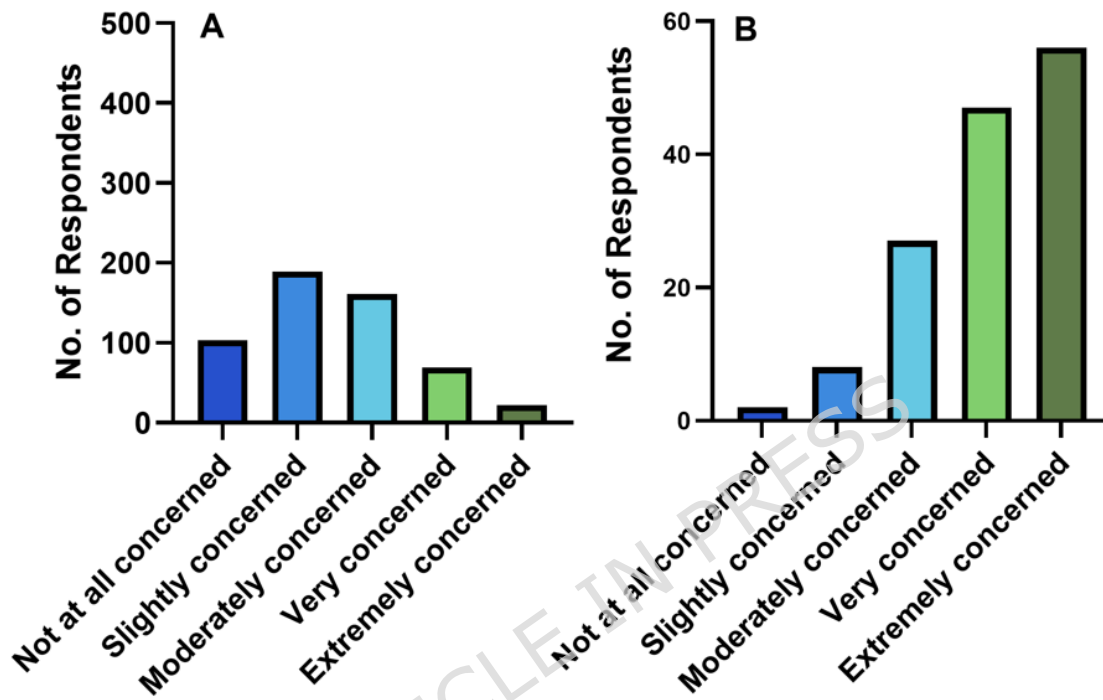 A
No. of Respondents
500
400
300
200
100
0
Not at all concerned
Slightly concerned
Moderately concerned
Very concerned
Extremely concerned
B
No. of Respondents
60
40
20
0
Not at all concerned
Slightly concerned
Moderately concerned
Very concerned
Extremely concerned
CLE IN PRESS